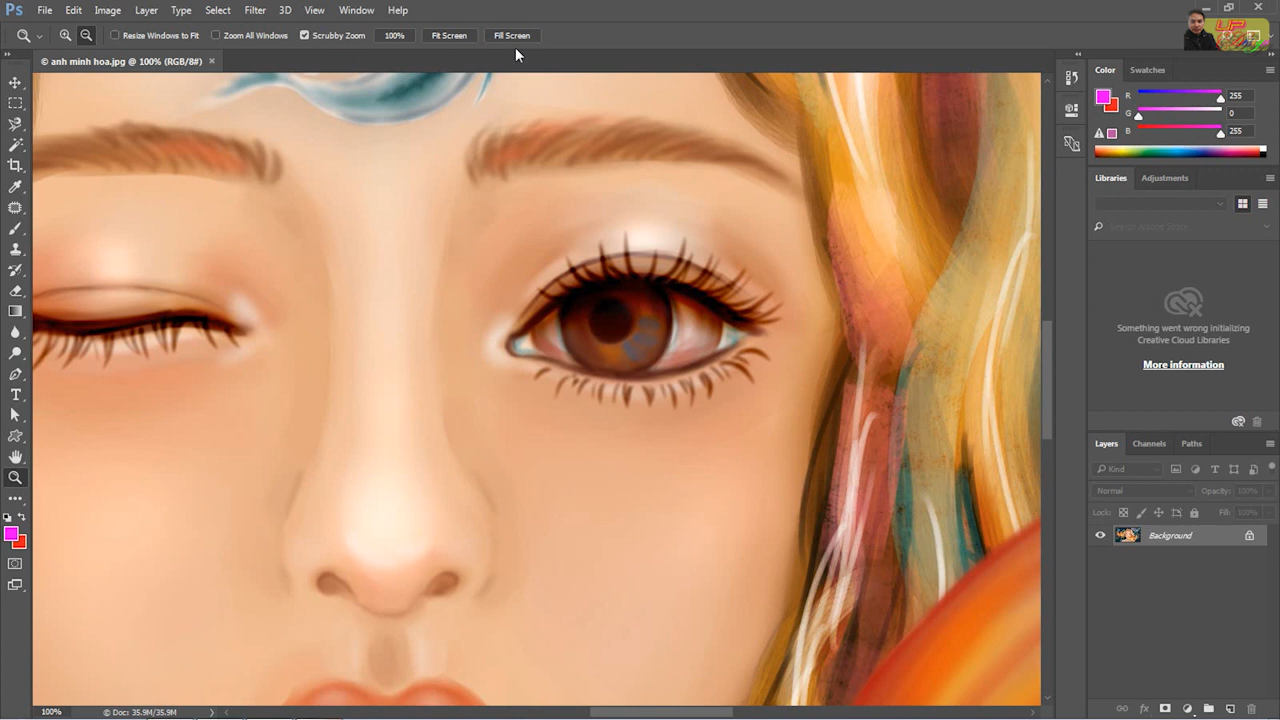 Ps File Edit Image Layer Type Select Filter 3D View Window Help
Resize Windows to Fit Zoom All Windows Scrubby Zoom 100% Fit Screen Fill Screen
UP
© anh minh hoa.jpg @ 100% (RGB/8#) ×
Color Swatches
R 255
G 0
B 255
Libraries Adjustments
Something went wrong initializing
Creative Cloud Libraries
More information
Layers Channels Paths
Kind
Normal Opacity: 100%
Lock: Fill: 100%
Background
100% © Doc: 35.9M/35.9M